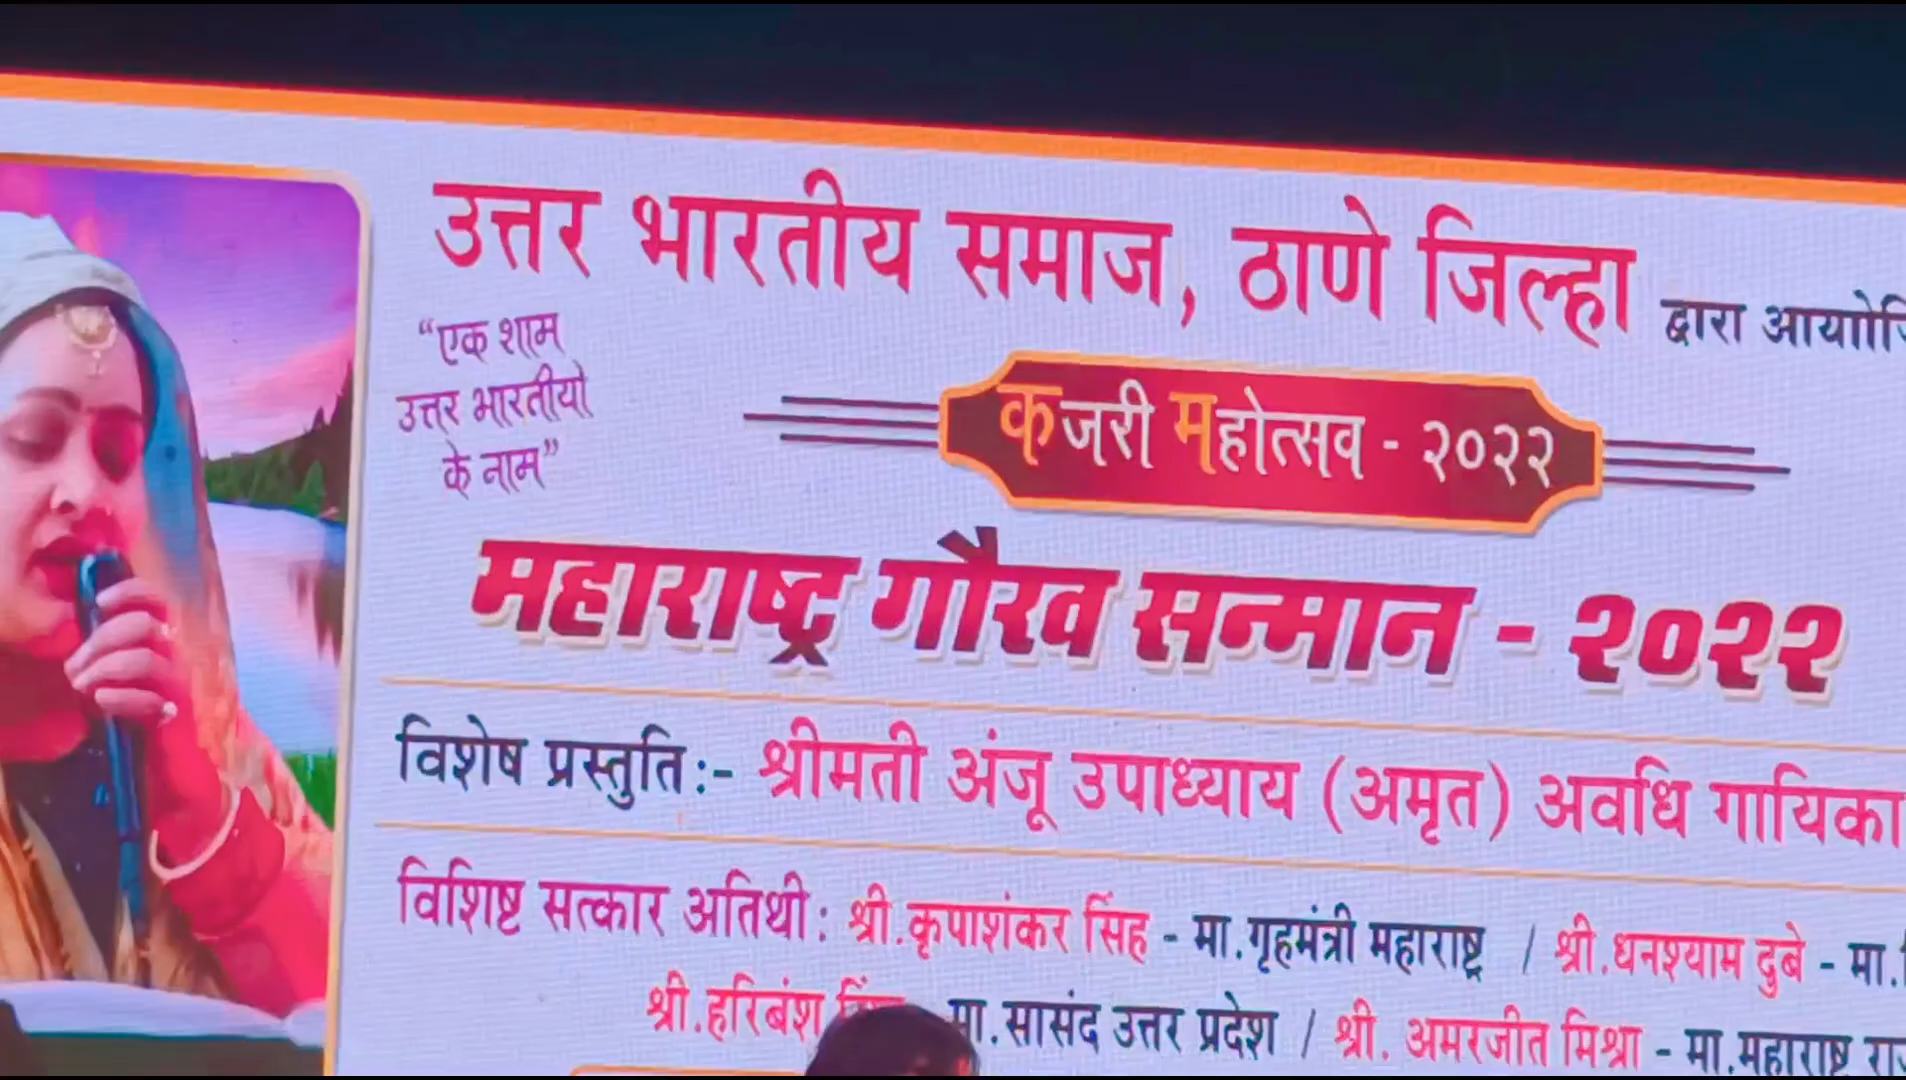 उत्तर भारतीय समाज, ठाणे जिल्हा द्वारा
“एक शाम
उत्तर भारतीयो
के नाम”
कजरी महोत्सव - २०२२
महाराष्ट्र गौरव सन्मान - २०२२
विशेष प्रस्तुति :- श्रीमती अंजू उपाध्याय (अमृत) अवधि गायिका
विशिष्ट सत्कार अतिथी : श्री.कृपाशंकर सिंह - मा.गृहमंत्री महाराष्ट्र / श्री.धनश्याम दुबे - मा.
श्री.हरिबंश मा.सासंद उत्तर प्रदेश / श्री. अमरजीत मिश्रा - मा.महाराष्ट्र